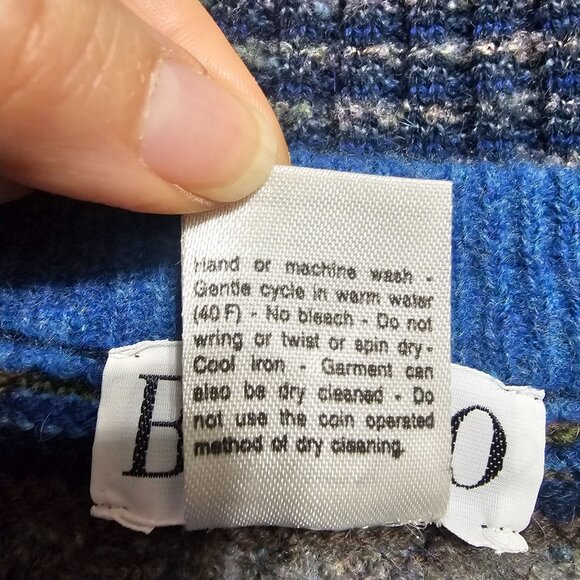 Hand or machine wash -
Gentle cycle in warm water
(40 F) - No bleach - Do not
wring or twist or spin dry -
Cool iron - Garment can
also be dry cleaned - Do
not use the coin operated
method of dry cleaning.